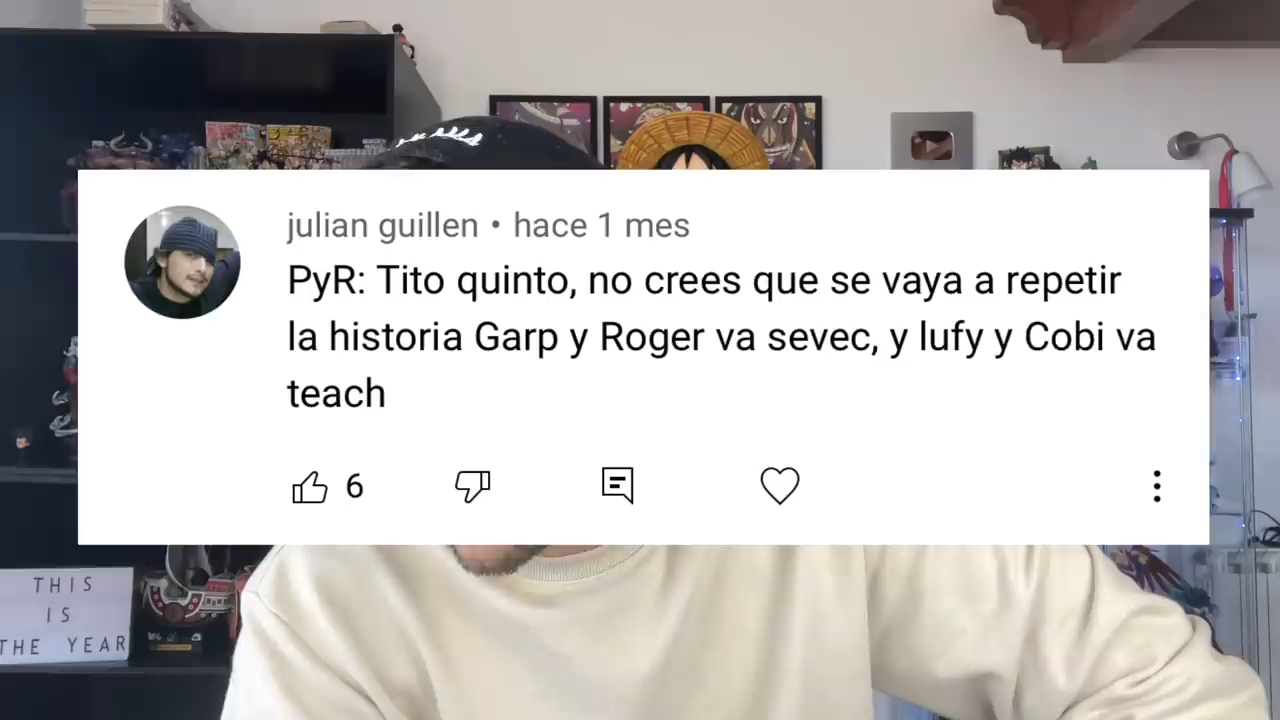 julian guillen • hace 1 mes
PyR: Tito quinto, no crees que se vaya a repetir
la historia Garp y Roger va sevec, y lufy y Cobi va
teach
6
THIS
IS
THE YEAR